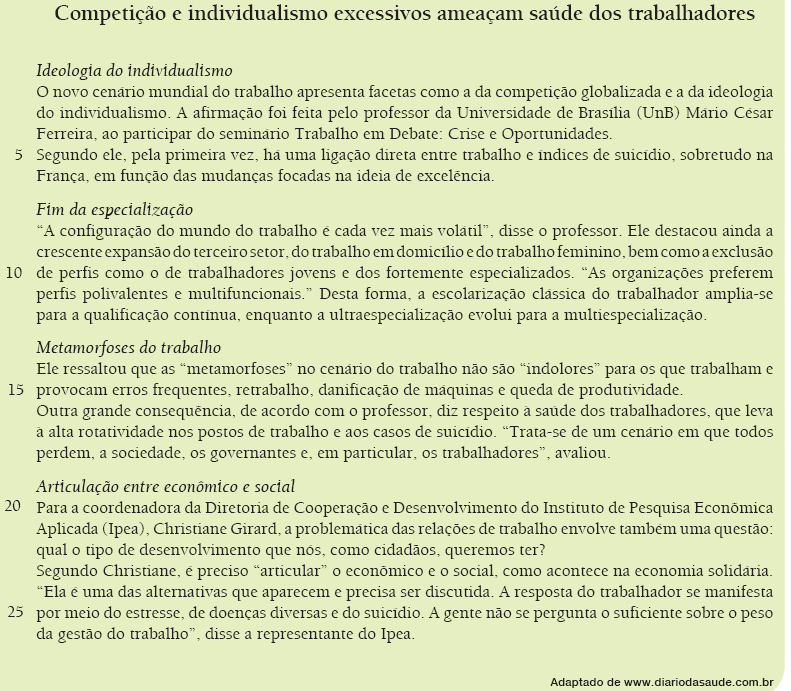 Competição e individualismo excessivos ameaçam saúde dos trabalhadores
Ideologia do individualismo
O novo cenário mundial do trabalho apresenta facetas como a da competição globalizada e a da ideologia
do individualismo. A afirmação foi feita pelo professor da Universidade de Brasília (UnB) Mário César
Ferreira, ao participar do seminário Trabalho em Debate: Crise e Oportunidades.
5 Segundo ele, pela primeira vez, há uma ligação direta entre trabalho e índices de suicídio, sobretudo na
França, em função das mudanças focadas na ideia de excelência.
Fim da especialização
“A configuração do mundo do trabalho é cada vez mais volátil”, disse o professor. Ele destacou ainda a
crescente expansão do terceiro setor, do trabalho em domicílio e do trabalho feminino, bem como a exclusão
10 de perfis como o de trabalhadores jovens e dos fortemente especializados. “As organizações preferem
perfis polivalentes e multifuncionais.” Desta forma, a escolarização clássica do trabalhador amplia-se
para a qualificação contínua, enquanto a ultraespecialização evolui para a multiespecialização.
Metamorfoses do trabalho
Ele ressaltou que as “metamorfoses” no cenário do trabalho não são “indolores” para os que trabalham e
15 provocam erros frequentes, retrabalho, danificação de máquinas e queda de produtividade.
Outra grande consequência, de acordo com o professor, diz respeito à saúde dos trabalhadores, que leva
à alta rotatividade nos postos de trabalho e aos casos de suicídio. “Trata-se de um cenário em que todos
perdem, a sociedade, os governantes e, em particular, os trabalhadores”, avaliou.
Articulação entre econômico e social
20 Para a coordenadora da Diretoria de Cooperação e Desenvolvimento do Instituto de Pesquisa Econômica
Aplicada (Ipea), Christiane Girard, a problemática das relações de trabalho envolve também uma questão:
qual o tipo de desenvolvimento que nós, como cidadãos, queremos ter?
Segundo Christiane, é preciso “articular” o econômico e o social, como acontece na economia solidária.
“Ela é uma das alternativas que aparecem e precisa ser discutida. A resposta do trabalhador se manifesta
25 por meio do estresse, de doenças diversas e do suicídio. A gente não se pergunta o suficiente sobre o peso
da gestão do trabalho”, disse a representante do Ipea.
Adaptado de www.diariodasaude.com.br